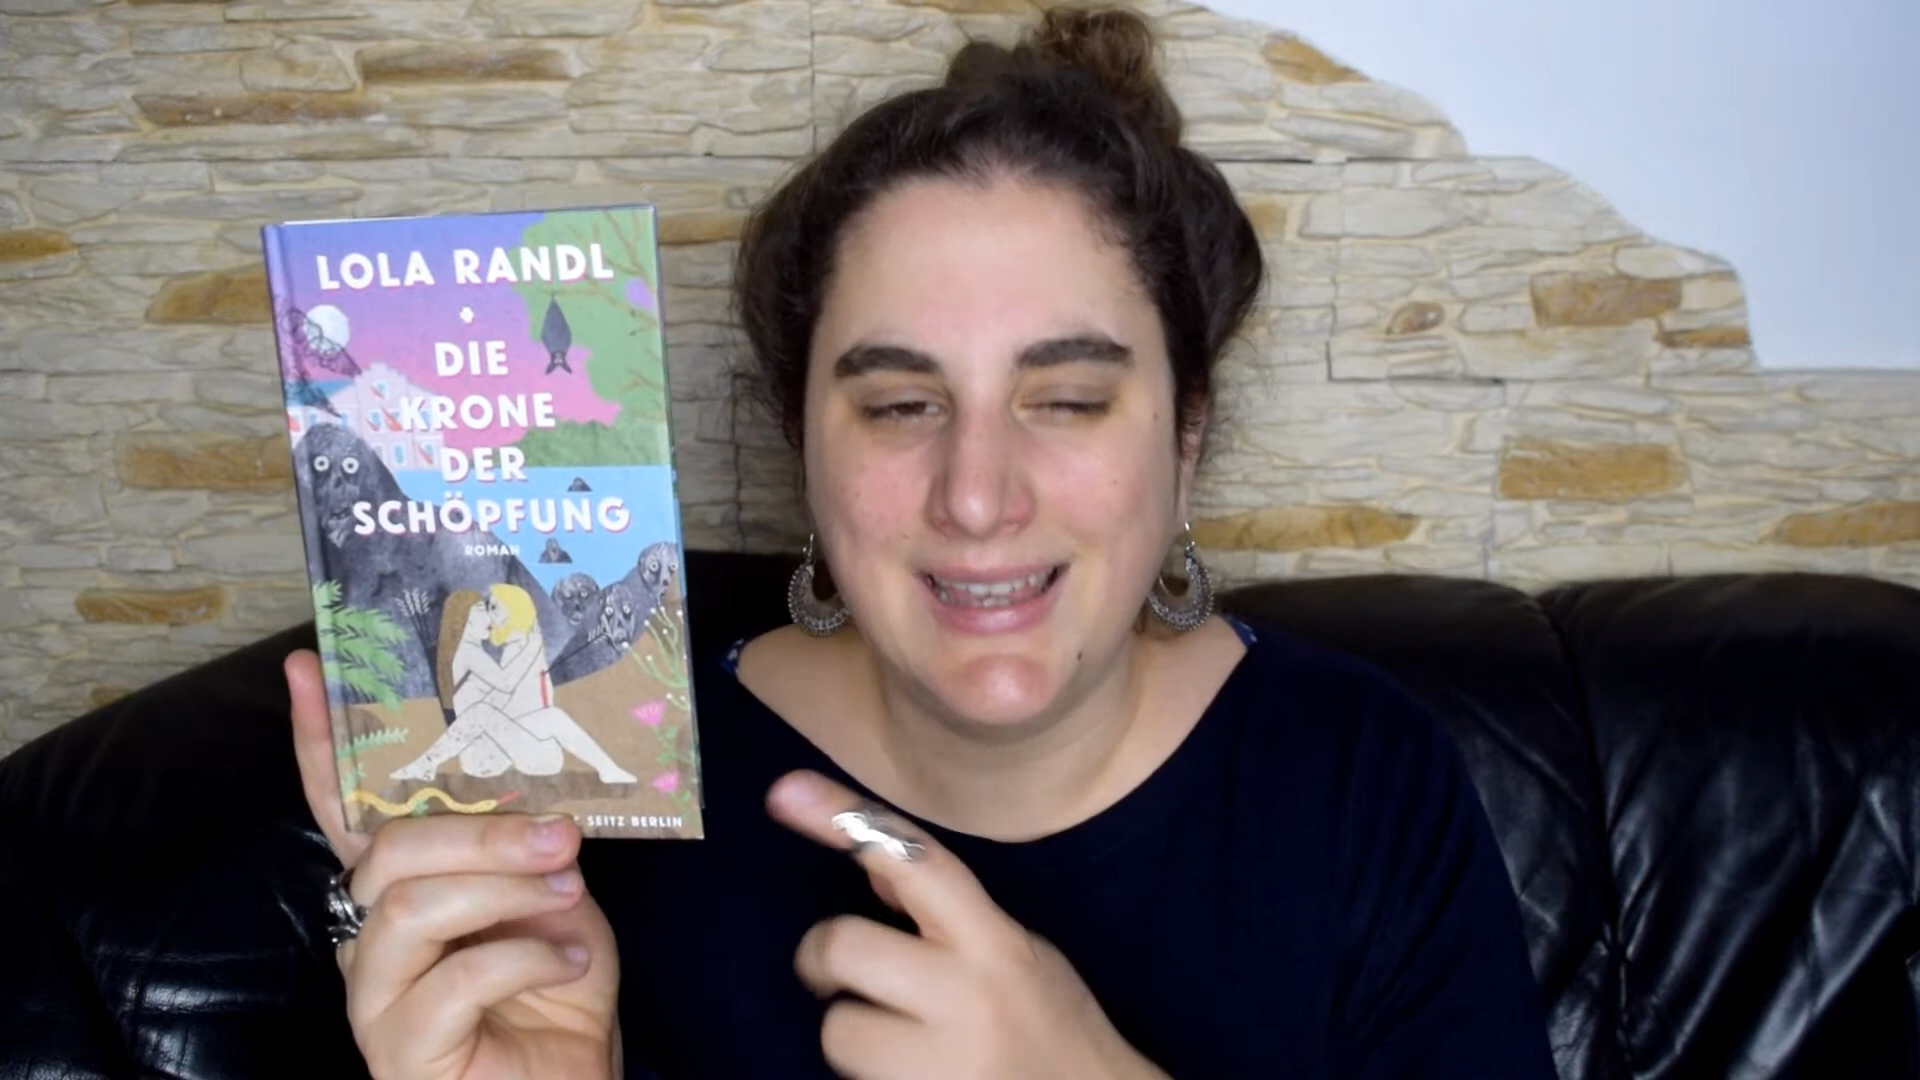 LOLA RANDL
DIE
KRONE
DER
SCHÖPFUNG
ROMAN
SEITZ BERLIN